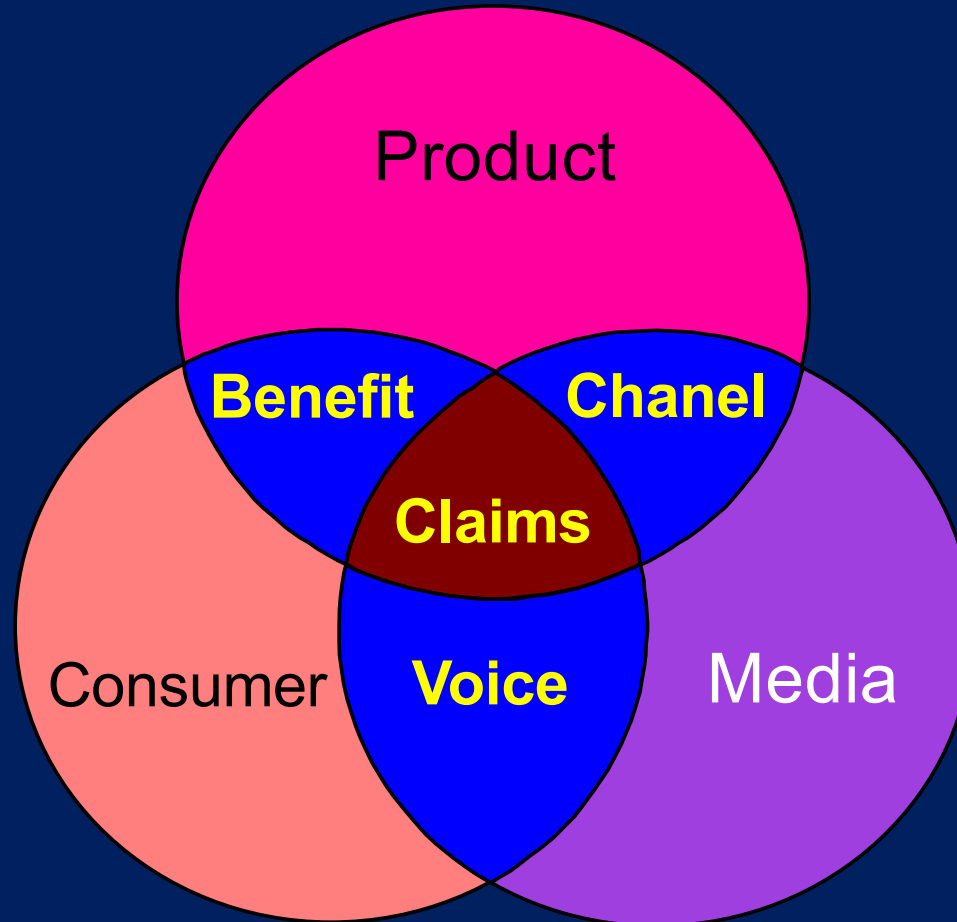 Product
Benefit
Chanel
Claims
Consumer
Voice
Media